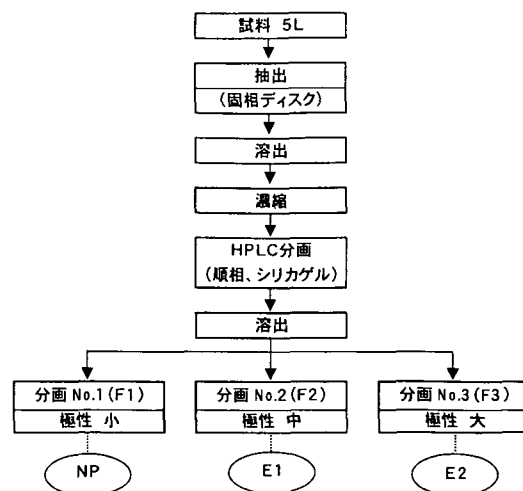 試料 5L
抽出
(固相ディスク)
溶出
濃縮
HPLC分画
(順相、シリカゲル)
溶出
分画 No.1(F1)
極性 小
分画 No.2(F2)
極性 中
分画 No.3(F3)
極性 大
NP
E1
E2